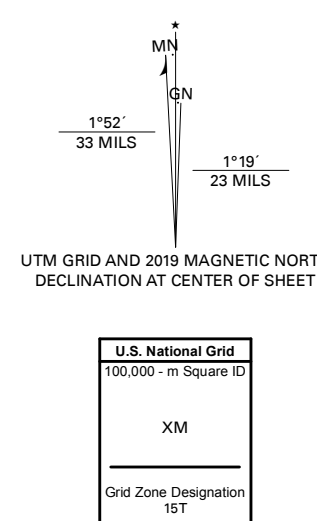 ★
MN
GN
1°52´
33 MILS
1°19´
23 MILS
UTM GRID AND 2019 MAGNETIC NORT
DECLINATION AT CENTER OF SHEET
U.S. National Grid
100,000 - m Square ID
XM
Grid Zone Designation
15T